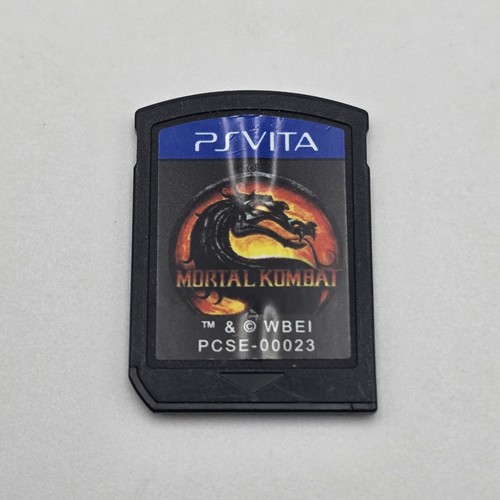 PSVITA
MORTAL KOMBAT
™ & © WBEI
PCSE-00023